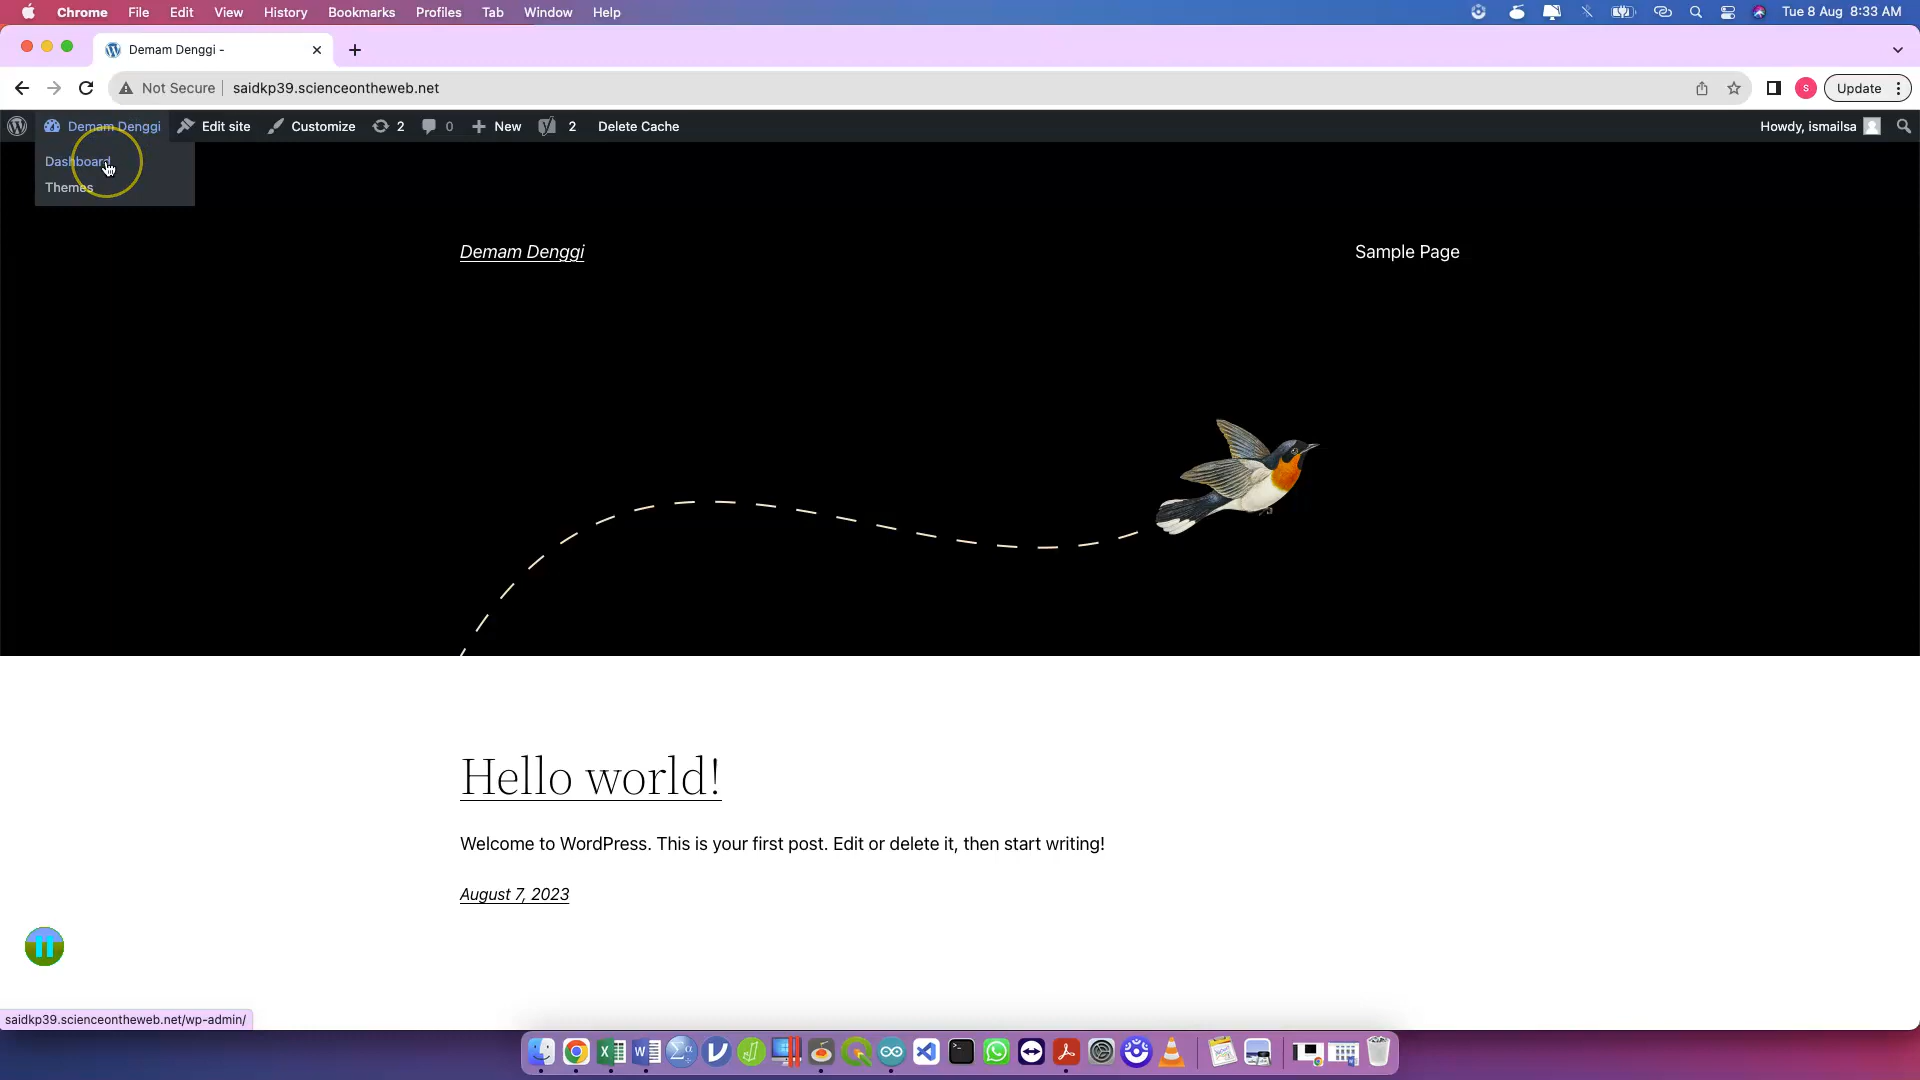 Chrome File Edit View History Bookmarks Profiles Tab Window Help Tue 8 Aug 8:33 AM
Demam Denggi -
Not Secure saidkp39.scienceontheweb.net S Update
Demam Denggi Edit site Customize 2 0 New 2 Delete Cache Howdy, ismailsa
Dashboard
Themes
Demam Denggi Sample Page
Hello world!
Welcome to WordPress. This is your first post. Edit or delete it, then start writing!
August 7, 2023
saidkp39.scienceontheweb.net/wp-admin/